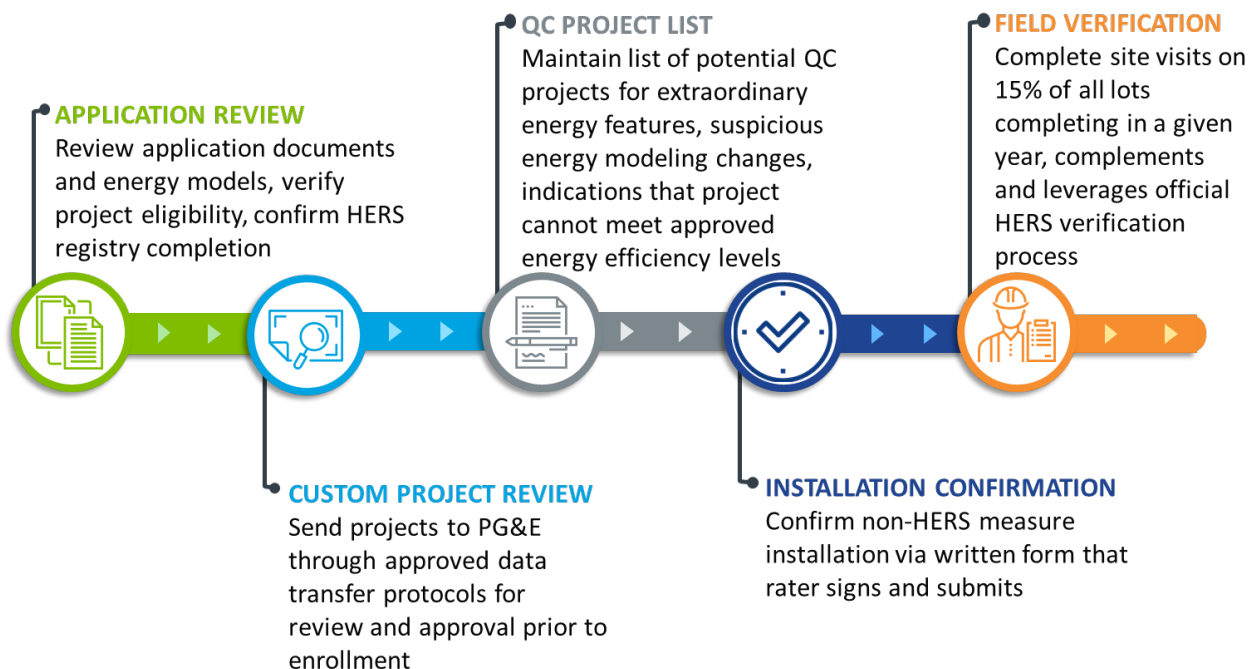 APPLICATION REVIEW
Review application documents
and energy models, verify
project eligibility, confirm HERS
registry completion
CUSTOM PROJECT REVIEW
Send projects to PG&E
through approved data
transfer protocols for
review and approval prior to
enrollment
QC PROJECT LIST
Maintain list of potential QC
projects for extraordinary
energy features, suspicious
energy modeling changes,
indications that project
cannot meet approved
energy efficiency levels
INSTALLATION CONFIRMATION
Confirm non-HERS measure
installation via written form that
rater signs and submits
FIELD VERIFICATION
Complete site visits on
15% of all lots
completing in a given
year, complements
and leverages official
HERS verification
process